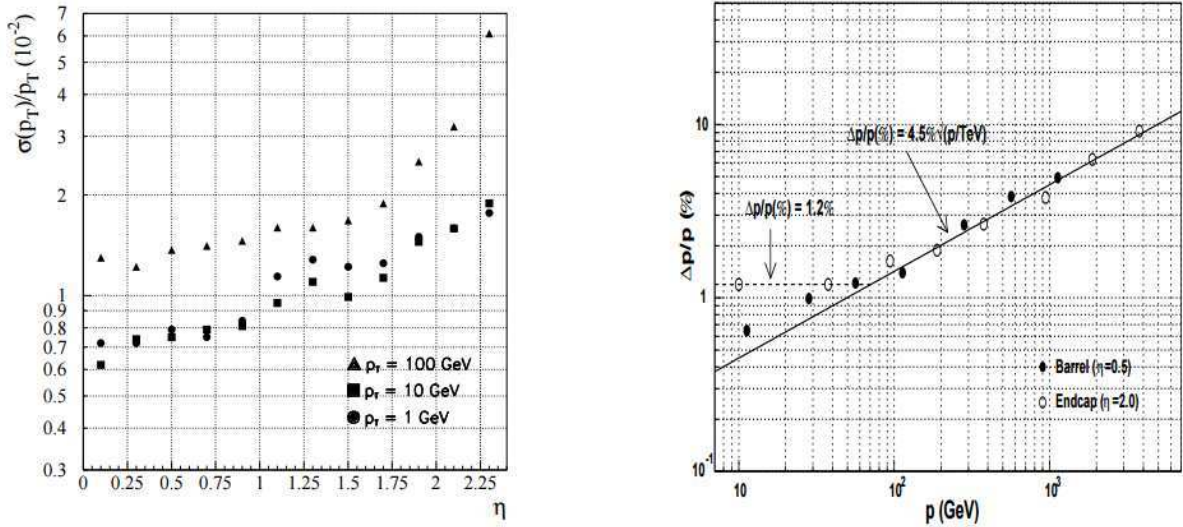 σ(p_T)/p_T (10^-2)
7
6
5
4
3
2
1
0.9
0.8
0.7
0.6
0.5
0.4
0.3
▲ p_T = 100 GeV
■ p_T = 10 GeV
● p_T = 1 GeV
0 0.25 0.5 0.75 1 1.25 1.5 1.75 2 2.25
η
Δp/p (%)
10
1
10^-1
Δp/p(%) = 4.5%√(p/TeV)
Δp/p(%) = 1.2%
Barrel (η=0.5)
Endcap (η=2.0)
10 10^2 10^3
p (GeV)